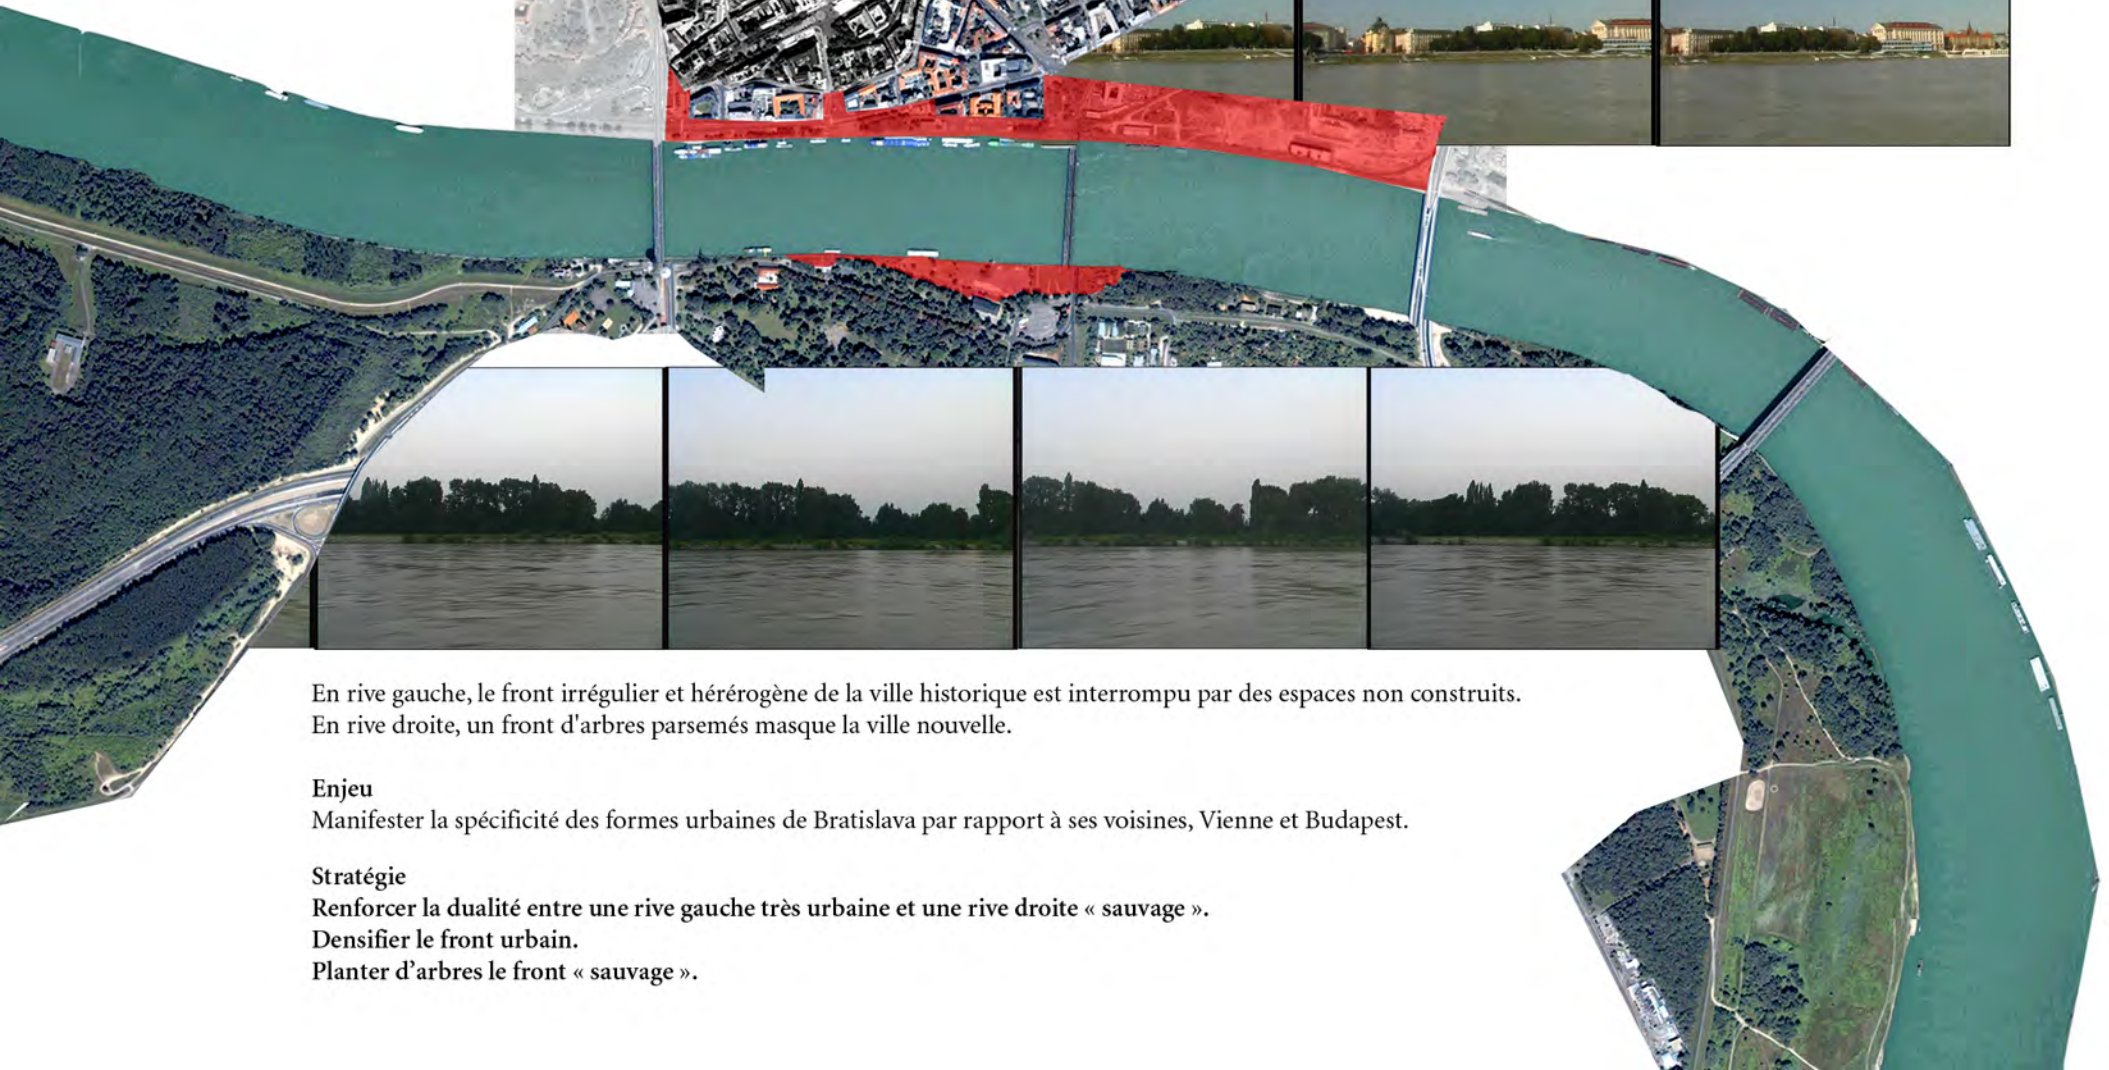 En rive gauche, le front irrégulier et hérérogène de la ville historique est interrompu par des espaces non construits.
En rive droite, un front d'arbres parsemés masque la ville nouvelle.
Enjeu
Manifester la spécificité des formes urbaines de Bratislava par rapport à ses voisines, Vienne et Budapest.
Stratégie
Renforcer la dualité entre une rive gauche très urbaine et une rive droite « sauvage ».
Densifier le front urbain.
Planter d’arbres le front « sauvage ».